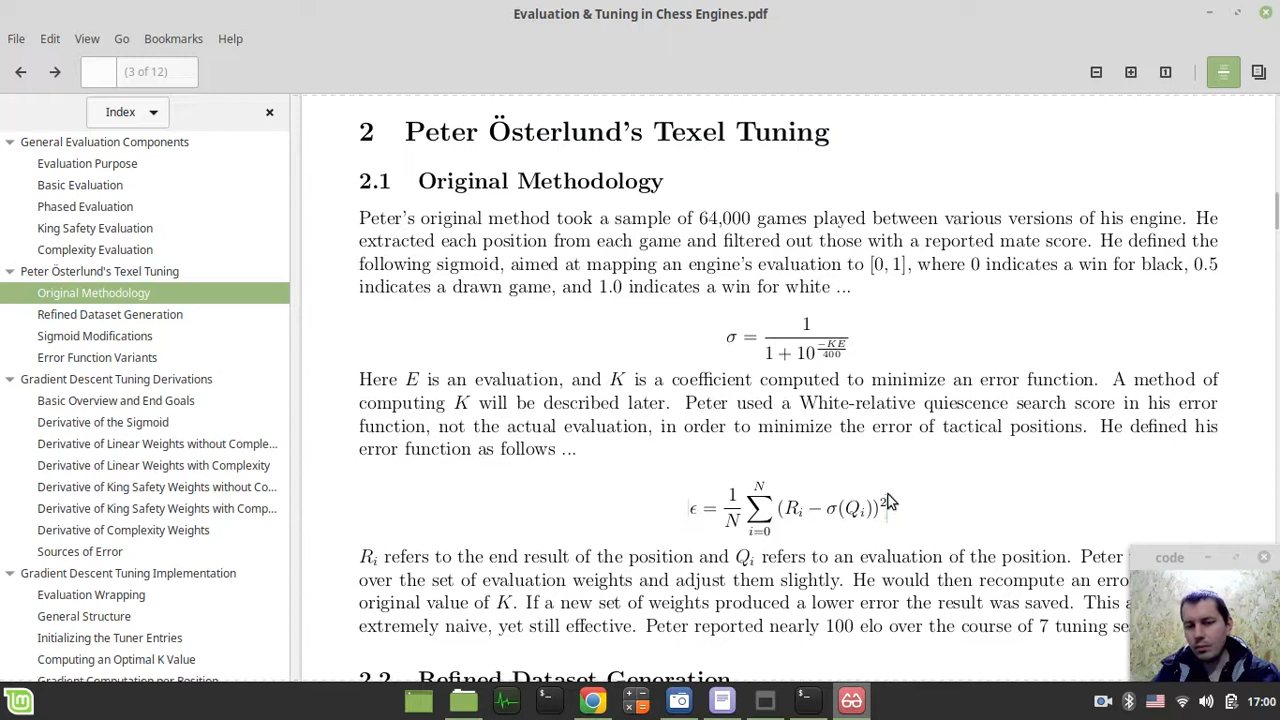 Evaluation & Tuning in Chess Engines.pdf
File Edit View Go Bookmarks Help
(3 of 12)
Index
General Evaluation Components
Evaluation Purpose
Basic Evaluation
Phased Evaluation
King Safety Evaluation
Complexity Evaluation
Peter Österlund's Texel Tuning
Original Methodology
Refined Dataset Generation
Sigmoid Modifications
Error Function Variants
Gradient Descent Tuning Derivations
Basic Overview and End Goals
Derivative of the Sigmoid
Derivative of Linear Weights without Comple...
Derivative of Linear Weights with Complexity
Derivative of King Safety Weights without Co...
Derivative of King Safety Weights with Comp...
Derivative of Complexity Weights
Sources of Error
Gradient Descent Tuning Implementation
Evaluation Wrapping
General Structure
Initializing the Tuner Entries
Computing an Optimal K Value
Gradient Computation per Position
2 Peter Österlund's Texel Tuning
2.1 Original Methodology
Peter's original method took a sample of 64,000 games played between various versions of his engine. He
extracted each position from each game and filtered out those with a reported mate score. He defined the
following sigmoid, aimed at mapping an engine's evaluation to [0, 1], where 0 indicates a win for black, 0.5
indicates a drawn game, and 1.0 indicates a win for white ...
σ = 1 / (1 + 10^(−KE/400))
Here E is an evaluation, and K is a coefficient computed to minimize an error function. A method of
computing K will be described later. Peter used a White-relative quiescence search score in his error
function, not the actual evaluation, in order to minimize the error of tactical positions. He defined his
error function as follows ...
ϵ = 1/N ∑_{i=0}^{N} (R_i − σ(Q_i))²
R_i refers to the end result of the position and Q_i refers to an evaluation of the position. Peter
over the set of evaluation weights and adjust them slightly. He would then recompute an erro
original value of K. If a new set of weights produced a lower error the result was saved. This a
extremely naive, yet still effective. Peter reported nearly 100 elo over the course of 7 tuning se
2.2 Refined Dataset Generation
code
17:00